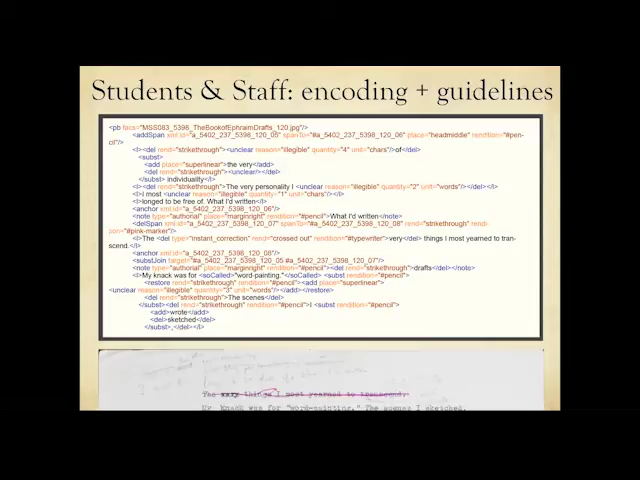 Students & Staff: encoding + guidelines
<pb facs="MSS083_5398_TheBookofEphraimDrafts_120.jpg"/>
<addSpan xml:id="a_5402_237_5398_120_05" spanTo="#a_5402_237_5398_120_06" place="headmiddle" rendition="#pen-
cil"/>
<l><del rend="strikethrough"><unclear reason="illegible" quantity="4" unit="chars">of</del>
<subst>
<add place="superlinear">the very</add>
<del rend="strikethrough"><unclear/></del>
</subst> individuality</l>
<l><del rend="strikethrough">The very personality I <unclear reason="illegible" quantity="2" unit="words"/></del></l>
<l>I most <unclear reason="illegible" quantity="1" unit="chars"/></l>
<l>longed to be free of. What I'd written</l>
<anchor xml:id="a_5402_237_5398_120_06"/>
<note type="authorial" place="marginright" rendition="#pencil">What I'd written</note>
<delSpan xml:id="a_5402_237_5398_120_07" spanTo="#a_5402_237_5398_120_08" rend="strikethrough" rendi-
tion="#pink-marker"/>
<l>The <del type="instant_correction" rend="crossed out" rendition="#typewriter">very</del> things I most yearned to tran-
scend.</l>
<anchor xml:id="a_5402_237_5398_120_08"/>
<substJoin target="#a_5402_237_5398_120_05 #a_5402_237_5398_120_07"/>
<note type="authorial" place="marginright" rendition="#pencil"><del rend="strikethrough">drafts</del></note>
<l>My knack was for <soCalled>"word-painting."</soCalled> <subst rendition="#pencil">
<restore rend="strikethrough" rendition="#pencil"><add place="superlinear">
<unclear reason="illegible" quantity="3" unit="words"/></add></restore>
<del rend="strikethrough">The scenes</del>
</subst><del rend="strikethrough" rendition="#pencil"> I <subst rendition="#pencil">
<add>wrote</add>
<del>sketched</del>
</subst>,</del></l>
The very things I most yearned to transcend.
My Knack was for "word-painting." The scenes I sketched,